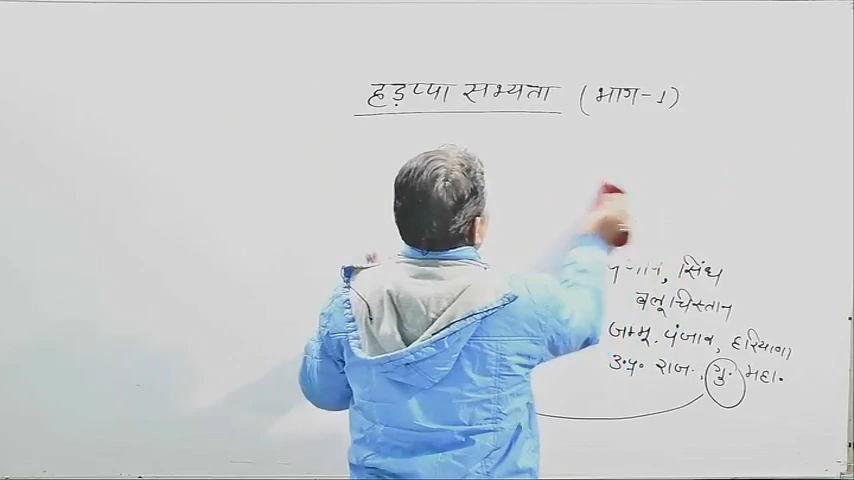 हड़प्पा सभ्यता (भाग-1)
सिंध
बलूचिस्तान
जम्मू. पंजाब, हरियाणा
उ.प्र. राज., गु. महा.